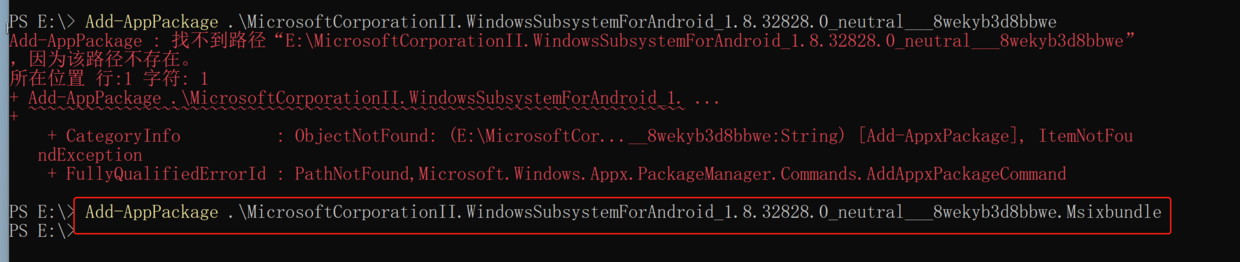 PS E:\> Add-AppPackage .\MicrosoftCorporationII.WindowsSubsystemForAndroid_1.8.32828.0_neutral___8wekyb3d8bbwe
Add-AppPackage : 找不到路径“E:\MicrosoftCorporationII.WindowsSubsystemForAndroid_1.8.32828.0_neutral___8wekyb3d8bbwe”
，因为该路径不存在。
所在位置 行:1 字符: 1
+ Add-AppPackage .\MicrosoftCorporationII.WindowsSubsystemForAndroid_1. ...
+ ~~~~~~~~~~~~~~~~~~~~~~~~~~~~~~~~~~~~~~~~~~~~~~~~~~~~~~~~~~~~~~~~~~~~~
+ CategoryInfo : ObjectNotFound: (E:\MicrosoftCor...__8wekyb3d8bbwe:String) [Add-AppxPackage], ItemNotFou
ndException
+ FullyQualifiedErrorId : PathNotFound,Microsoft.Windows.Appx.PackageManager.Commands.AddAppxPackageCommand
PS E:\> Add-AppPackage .\MicrosoftCorporationII.WindowsSubsystemForAndroid_1.8.32828.0_neutral___8wekyb3d8bbwe.Msixbundle
PS E:\>